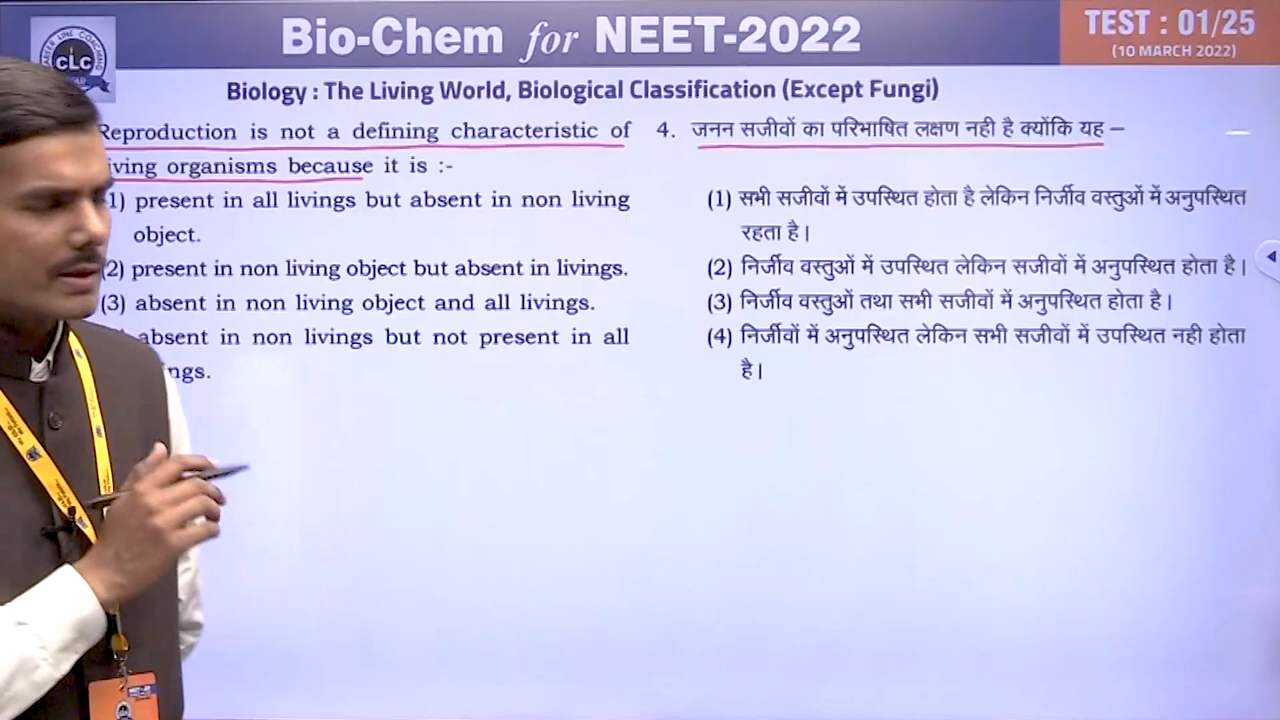 Bio-Chem for NEET-2022
TEST : 01/25
(10 MARCH 2022)
CLC
Biology : The Living World, Biological Classification (Except Fungi)
Reproduction is not a defining characteristic of
ving organisms because it is :-
1) present in all livings but absent in non living
object.
(2) present in non living object but absent in livings.
(3) absent in non living object and all livings.
absent in non livings but not present in all
ngs.
4. जनन सजीवों का परिभाषित लक्षण नही है क्योंकि यह –
(1) सभी सजीवों में उपस्थित होता है लेकिन निर्जीव वस्तुओं में अनुपस्थित
रहता है।
(2) निर्जीव वस्तुओं में उपस्थित लेकिन सजीवों में अनुपस्थित होता है।
(3) निर्जीव वस्तुओं तथा सभी सजीवों में अनुपस्थित होता है।
(4) निर्जीवों में अनुपस्थित लेकिन सभी सजीवों में उपस्थित नही होता
है।